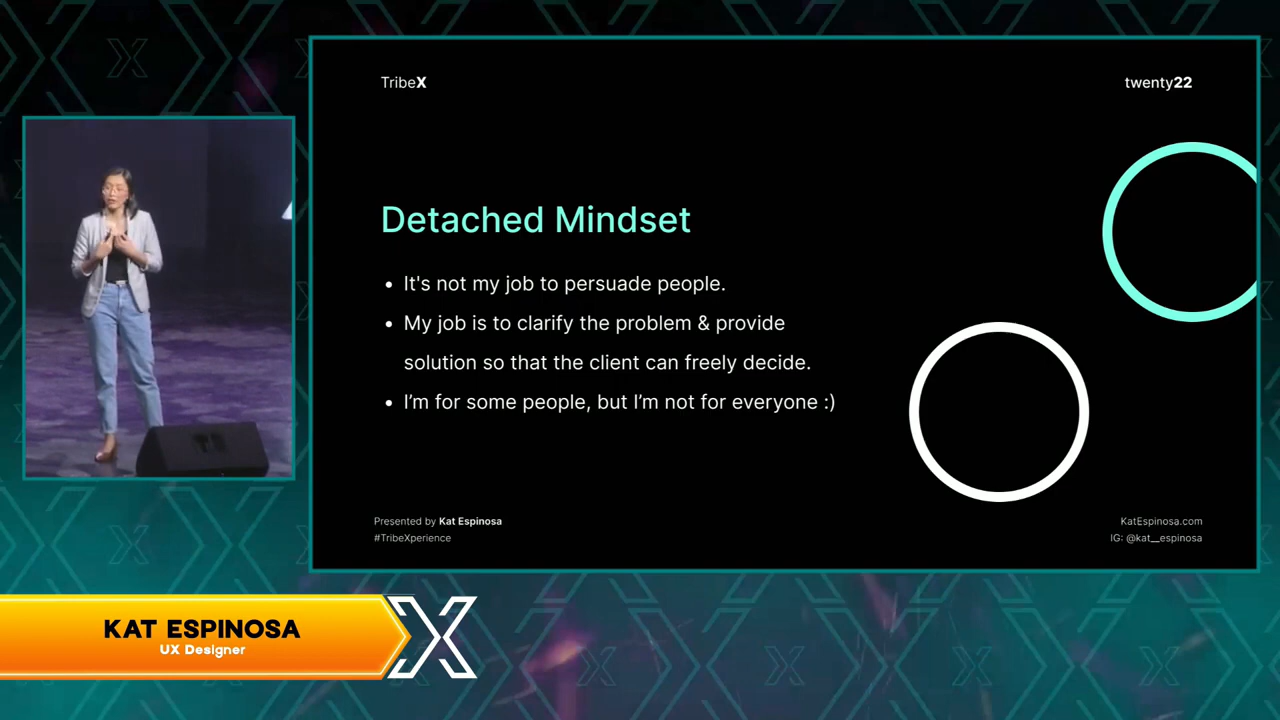 TribeX
twenty22
Detached Mindset
• It's not my job to persuade people.
• My job is to clarify the problem & provide
solution so that the client can freely decide.
• I’m for some people, but I’m not for everyone :)
Presented by Kat Espinosa
#TribeXperience
KatEspinosa.com
IG: @kat__espinosa
KAT ESPINOSA
UX Designer
X